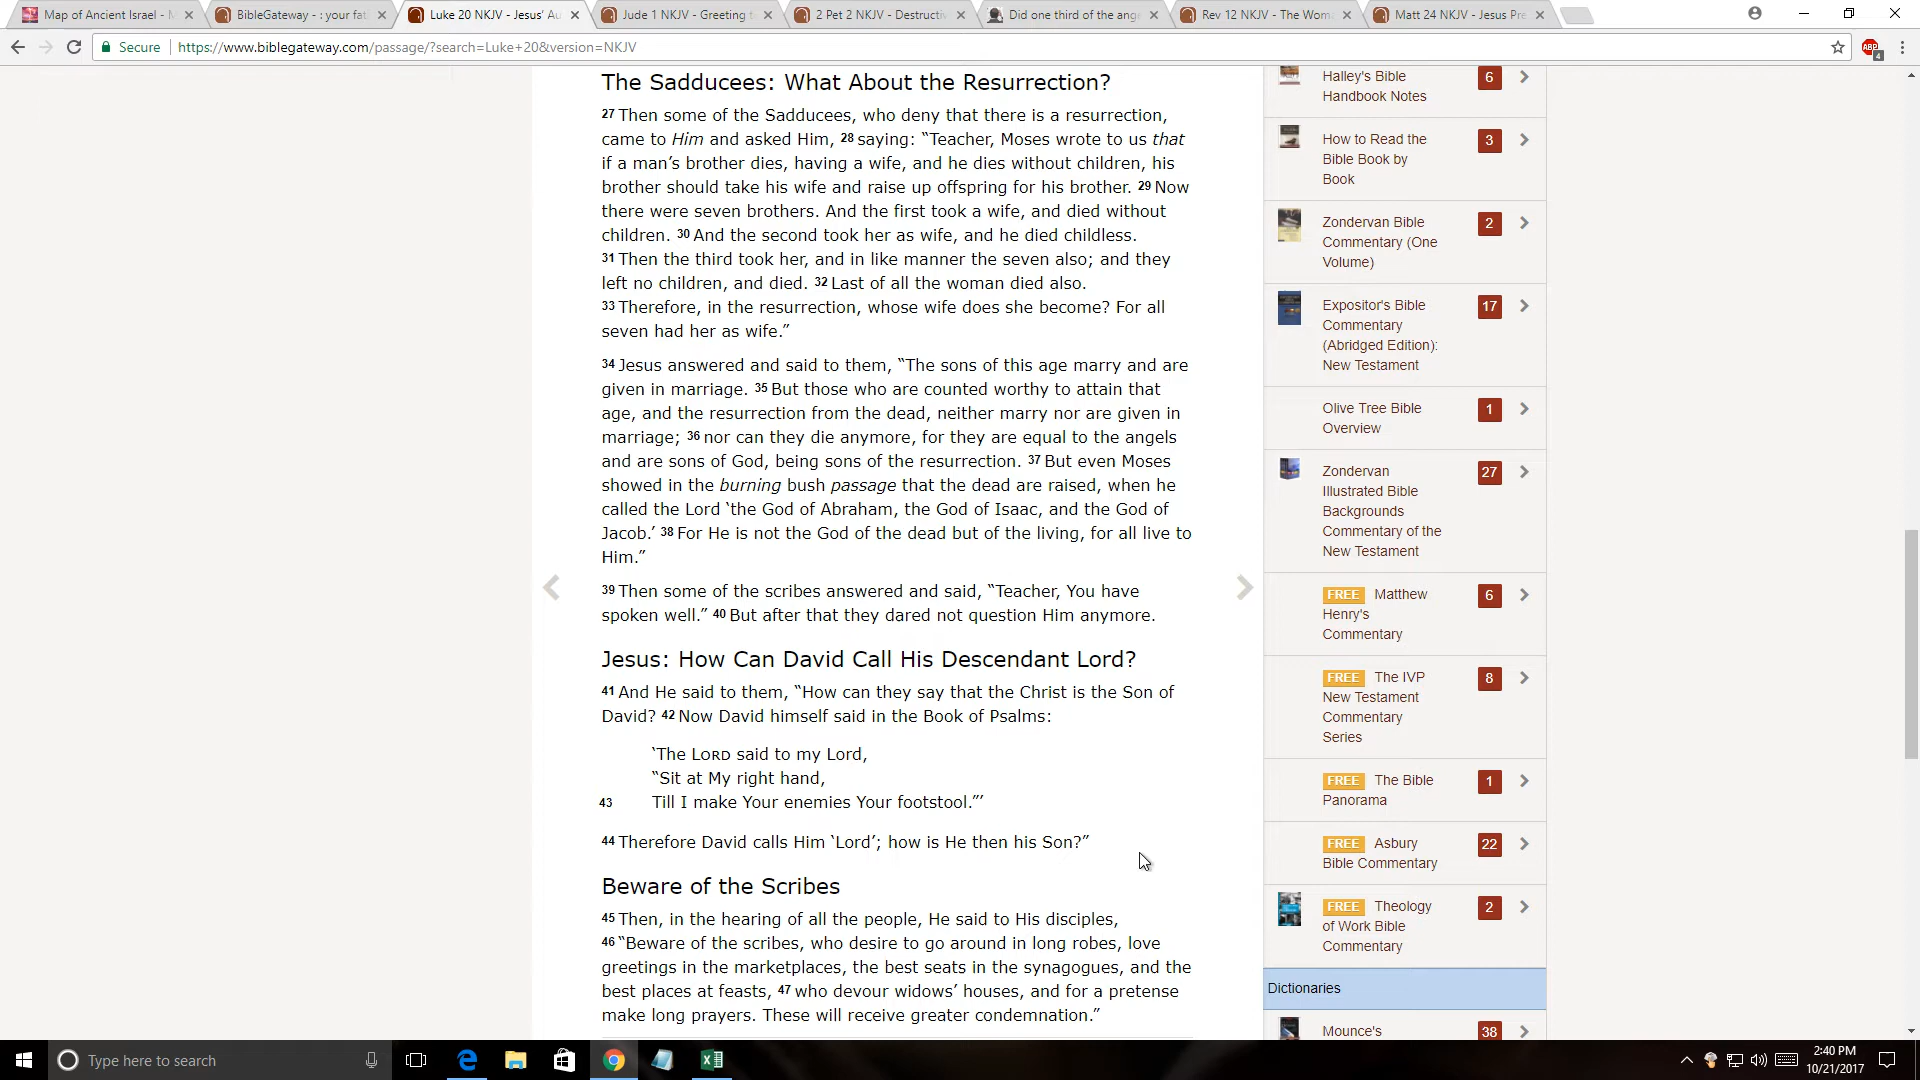 Map of Ancient Israel - M
BibleGateway - : your fat
Luke 20 NKJV - Jesus' Au
Jude 1 NKJV - Greeting t
2 Pet 2 NKJV - Destructiv
Did one third of the ang
Rev 12 NKJV - The Wom
Matt 24 NKJV - Jesus Pre
Secure
https://www.biblegateway.com/passage/?search=Luke+20&version=NKJV
ABP
4
The Sadducees: What About the Resurrection?
27 Then some of the Sadducees, who deny that there is a resurrection,
came to Him and asked Him, 28 saying: “Teacher, Moses wrote to us that
if a man’s brother dies, having a wife, and he dies without children, his
brother should take his wife and raise up offspring for his brother. 29 Now
there were seven brothers. And the first took a wife, and died without
children. 30 And the second took her as wife, and he died childless.
31 Then the third took her, and in like manner the seven also; and they
left no children, and died. 32 Last of all the woman died also.
33 Therefore, in the resurrection, whose wife does she become? For all
seven had her as wife.”
34 Jesus answered and said to them, “The sons of this age marry and are
given in marriage. 35 But those who are counted worthy to attain that
age, and the resurrection from the dead, neither marry nor are given in
marriage; 36 nor can they die anymore, for they are equal to the angels
and are sons of God, being sons of the resurrection. 37 But even Moses
showed in the burning bush passage that the dead are raised, when he
called the Lord ‘the God of Abraham, the God of Isaac, and the God of
Jacob.’ 38 For He is not the God of the dead but of the living, for all live to
Him.”
39 Then some of the scribes answered and said, “Teacher, You have
spoken well.” 40 But after that they dared not question Him anymore.
Jesus: How Can David Call His Descendant Lord?
41 And He said to them, “How can they say that the Christ is the Son of
David? 42 Now David himself said in the Book of Psalms:
‘The LORD said to my Lord,
“Sit at My right hand,
43 Till I make Your enemies Your footstool.”’
44 Therefore David calls Him ‘Lord’; how is He then his Son?”
Beware of the Scribes
45 Then, in the hearing of all the people, He said to His disciples,
46 “Beware of the scribes, who desire to go around in long robes, love
greetings in the marketplaces, the best seats in the synagogues, and the
best places at feasts, 47 who devour widows’ houses, and for a pretense
make long prayers. These will receive greater condemnation.”
Halley's Bible
Handbook Notes
6
How to Read the
Bible Book by
Book
3
Zondervan Bible
Commentary (One
Volume)
2
Expositor's Bible
Commentary
(Abridged Edition):
New Testament
17
Olive Tree Bible
Overview
1
Zondervan
Illustrated Bible
Backgrounds
Commentary of the
New Testament
27
FREE Matthew
Henry's
Commentary
6
FREE The IVP
New Testament
Commentary
Series
8
FREE The Bible
Panorama
1
FREE Asbury
Bible Commentary
22
FREE Theology
of Work Bible
Commentary
2
Dictionaries
Mounce's
38
Type here to search
2:40 PM
10/21/2017